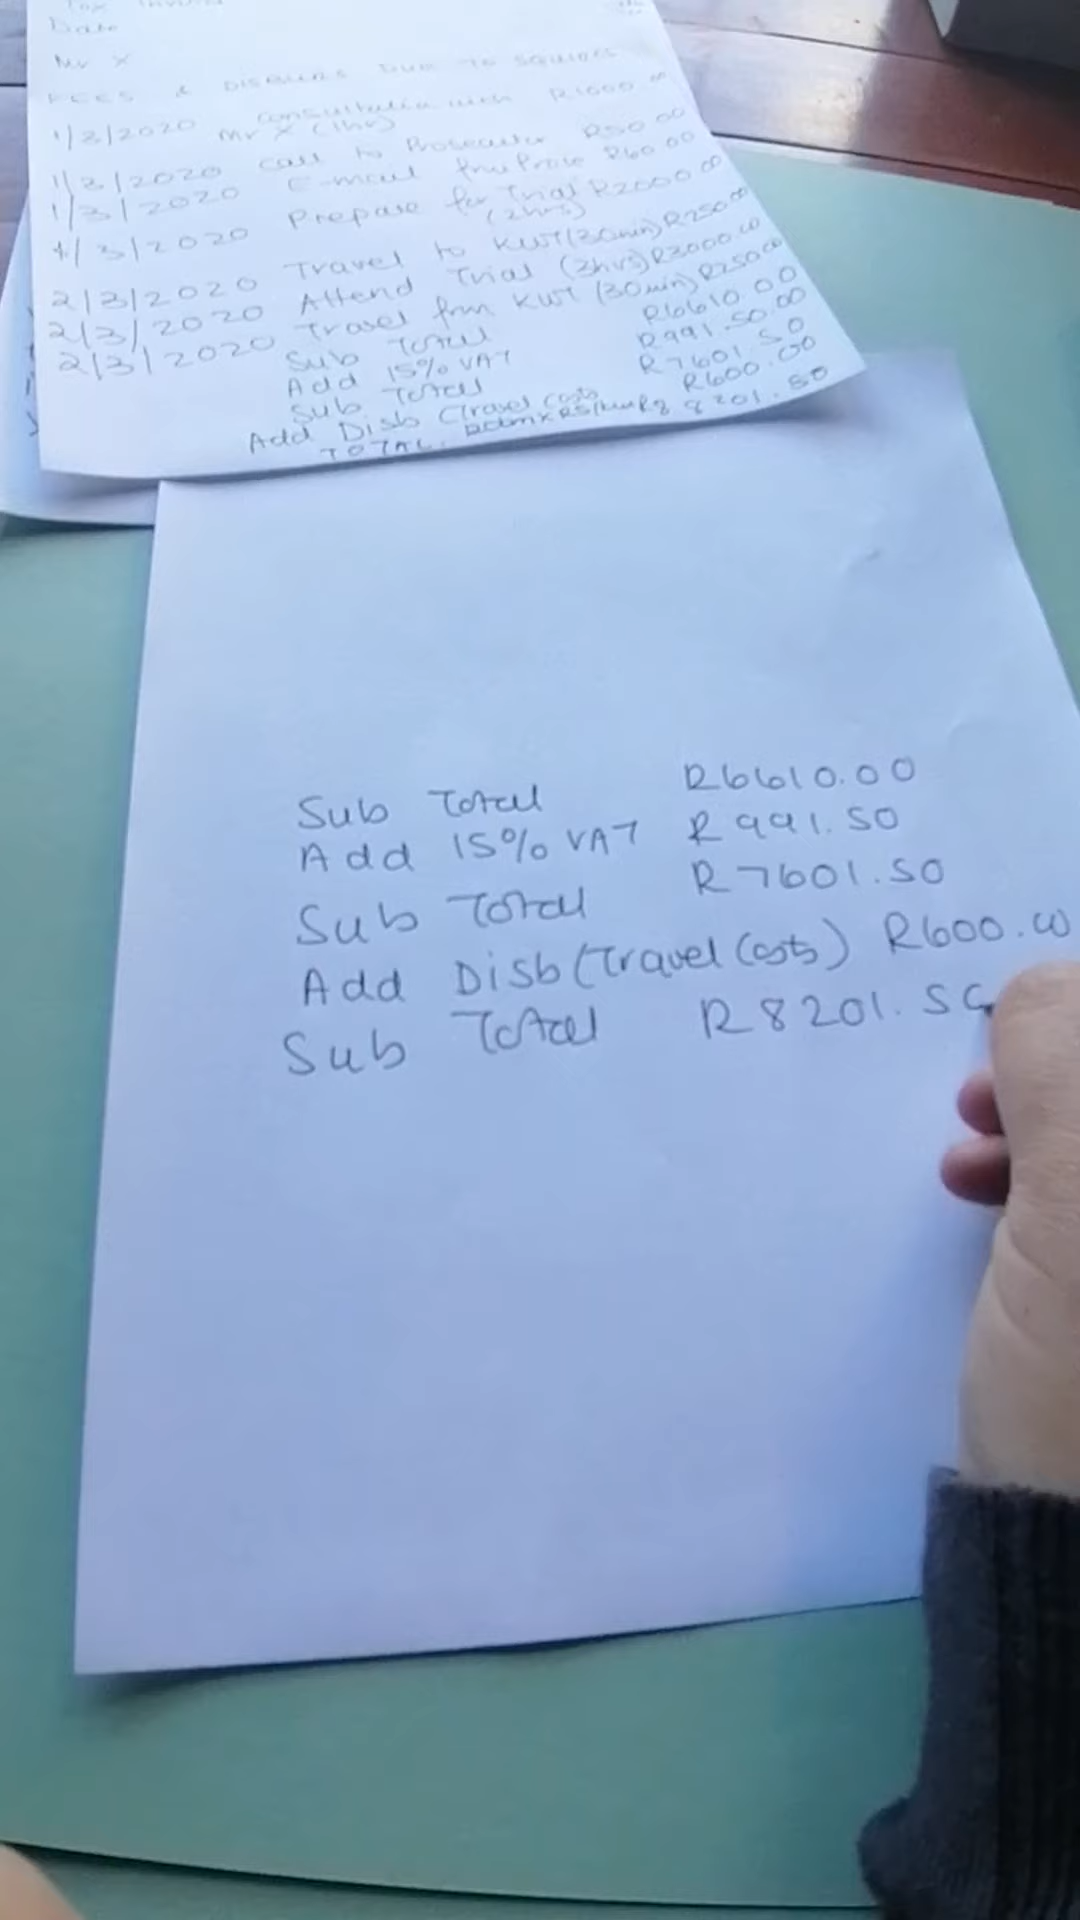 Tax Invoice
Date
Mr X
FEES & DISBURS DUE TO SQUIRES
1/3/2020 consultation with R1000.00
Mr X (1hr)
1/3/2020 Call to Prosecutor R50.00
1/3/2020 E-mail R60.00
1/3/2020 Prepare for Trial R2000.00
(2hrs)
2/3/2020 Travel to KWT (30min) R250.00
2/3/2020 Attend Trial (3hrs) R3000.00
2/3/2020 Travel from KWT (30min) R250.00
Sub Total R6610.00
Add 15% VAT R991.50.00
Sub Total R7601.50
Add Disb (Travel Costs R600.00
TOTAL 8201.50
Sub Total R6610.00
Add 15% VAT R991.50
Sub Total R7601.50
Add Disb (Travel Costs) R600.00
Sub Total R8201.50